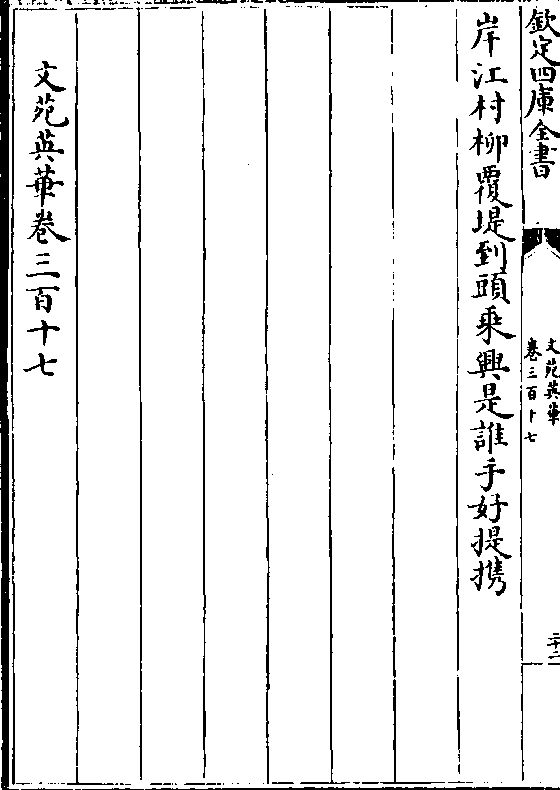 欽定四庫全書
文苑英華
卷三百十七
二十二
岸江村柳覆堤到頭乘興是誰手好提攜
文苑英華卷三百十七